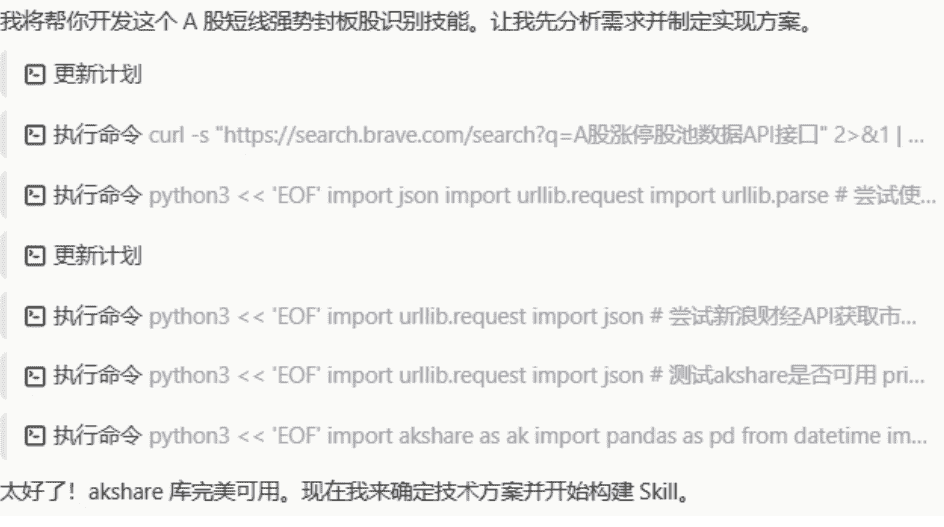 我将帮你开发这个 A 股短线强势封板股识别技能。让我先分析需求并制定实现方案。
更新计划
执行命令 curl -s "https://search.brave.com/search?q=A股涨停股池数据API接口" 2>&1 | ...
执行命令 python3 << 'EOF' import json import urllib.request import urllib.parse # 尝试使...
更新计划
执行命令 python3 << 'EOF' import urllib.request import json # 尝试新浪财经API获取市...
执行命令 python3 << 'EOF' import urllib.request import json # 测试akshare是否可用 pri...
执行命令 python3 << 'EOF' import akshare as ak import pandas as pd from datetime im...
太好了！akshare 库完美可用。现在我来确定技术方案并开始构建 Skill。